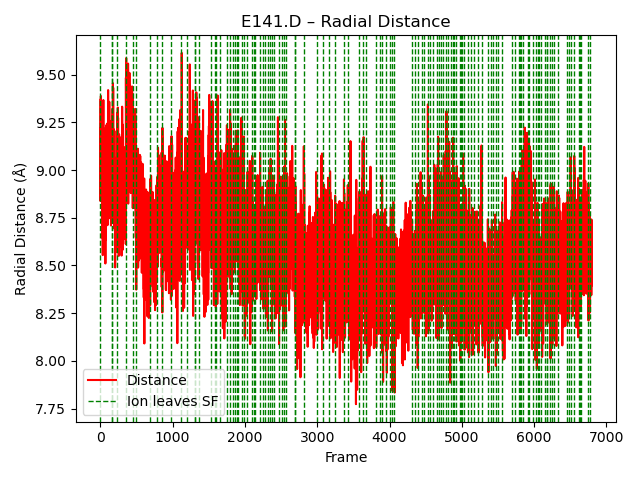 E141.D – Radial Distance
Radial Distance (Å)
9.50
9.25
9.00
8.75
8.50
8.25
8.00
7.75
Distance
Ion leaves SF
0 1000 2000 3000 4000 5000 6000 7000
Frame